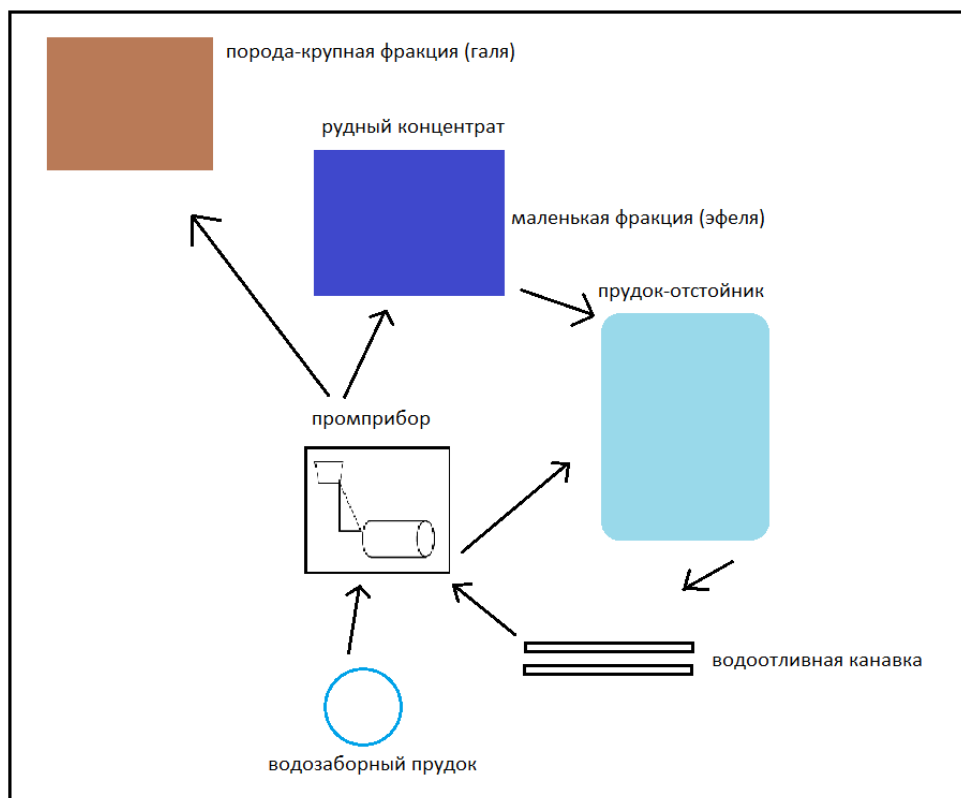 порода-крупная фракция (галя)
рудный концентрат
маленькая фракция (эфеля)
прудок-отстойник
промприбор
водоотливная канавка
водозаборный прудок